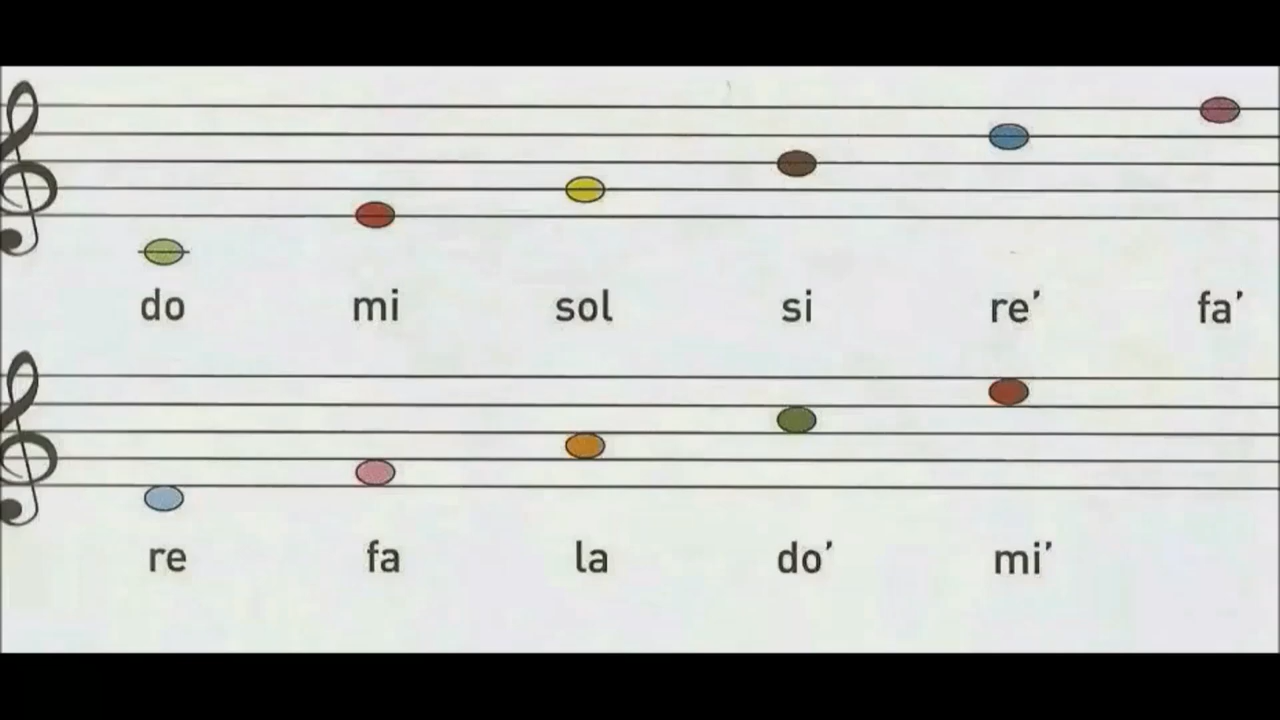 do mi sol si re’ fa’
re fa la do’ mi’